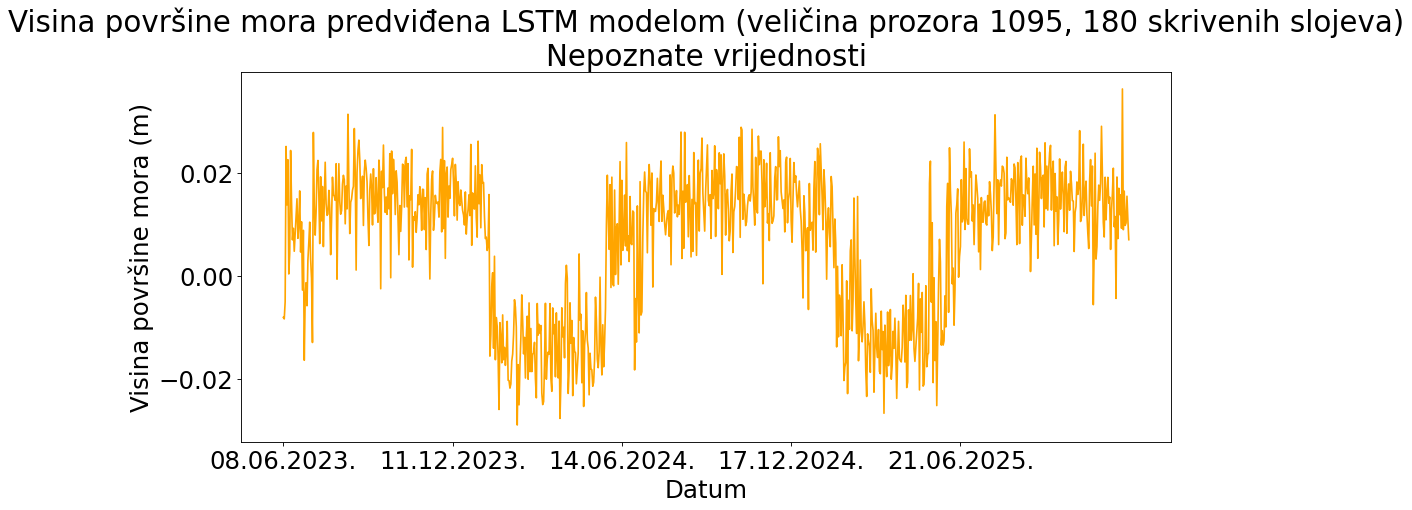 Visina površine mora predviđena LSTM modelom (veličina prozora 1095, 180 skrivenih slojeva)
Nepoznate vrijednosti
Visina površine mora (m)
0.02
0.00
−0.02
08.06.2023. 11.12.2023. 14.06.2024. 17.12.2024. 21.06.2025.
Datum